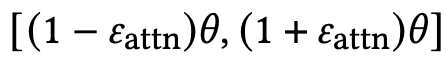 [(1 − ε_attn)θ, (1 + ε_attn)θ]